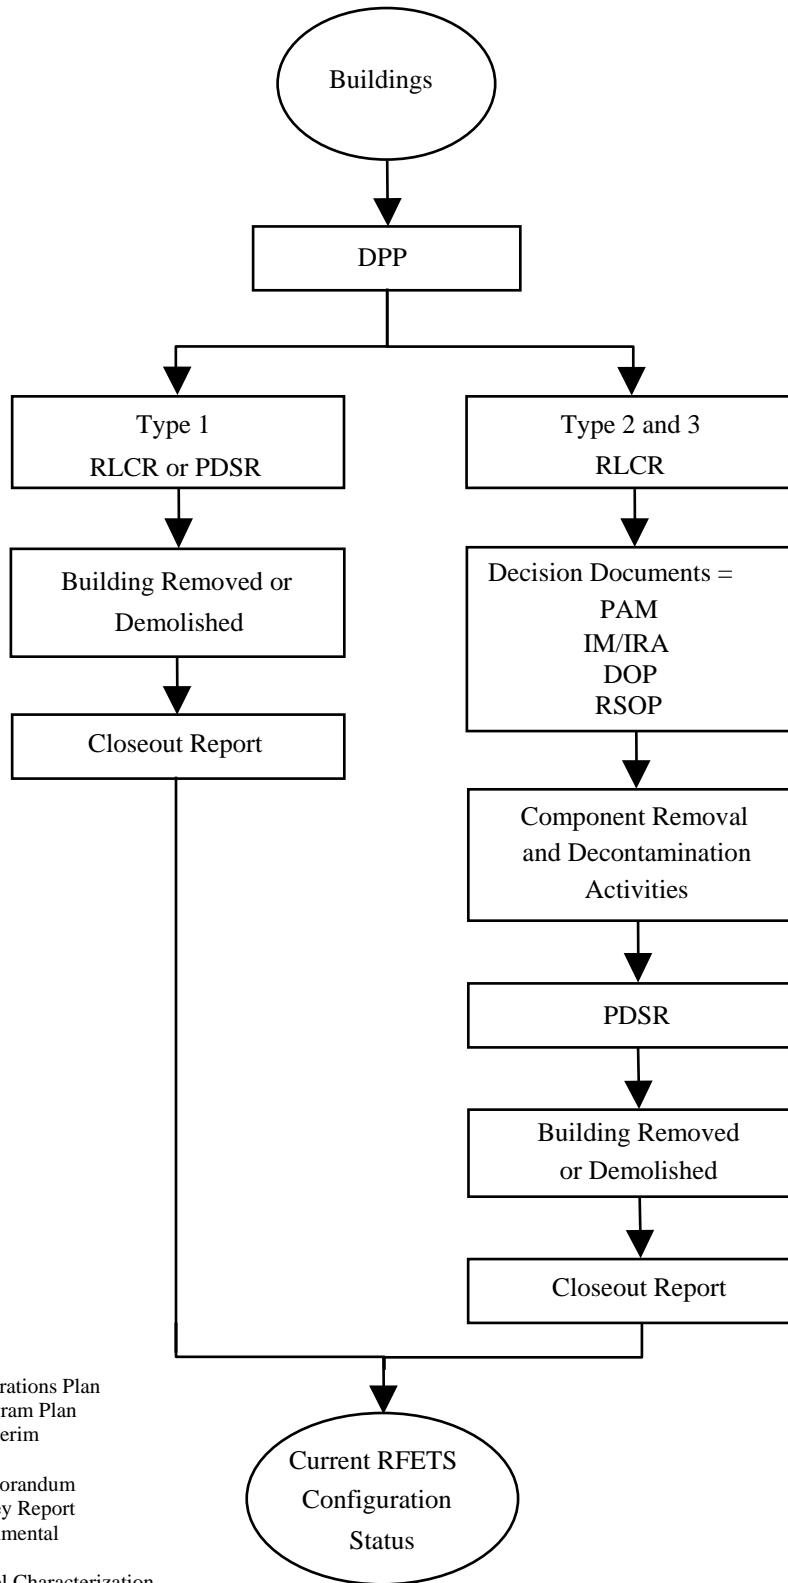 Buildings
DPP
Type 1
RLCR or PDSR
Type 2 and 3
RLCR
Building Removed or
Demolished
Decision Documents =
PAM
IM/IRA
DOP
RSOP
Closeout Report
Component Removal
and Decontamination
Activities
PDSR
Building Removed
or Demolished
Closeout Report
rations Plan
ram Plan
erim
orandum
ey Report
nmental
l Characterization
Current RFETS
Configuration
Status